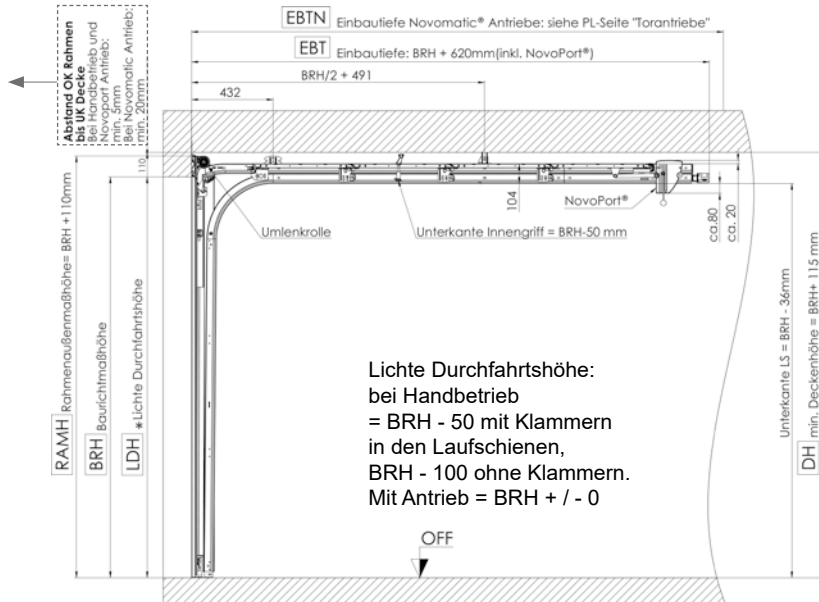 EBTN Einbautiefe Novomatic® Antriebe: siehe PL-Seite "Torantriebe"
EBT Einbautiefe: BRH + 620mm(inkl. NovoPort®)
BRH/2 + 491
432
Abstand OK Rahmen
bis UK Decke
Bei Handbetrieb und
Novoport Antrieb:
min. 5mm
Bei Novomatic Antrieb:
min. 20mm
110
104
NovoPort®
ca.80
ca. 20
Umlenkrolle
Unterkante Innengriff = BRH-50 mm
RAMH Rahmenaußenmaßhöhe= BRH +110mm
BRH Baurichtmaßhöhe
LDH *Lichte Durchfahrtshöhe
Lichte Durchfahrtshöhe:
bei Handbetrieb
= BRH - 50 mit Klammern
in den Laufschienen,
BRH - 100 ohne Klammern.
Mit Antrieb = BRH + / - 0
Unterkante LS = BRH - 36mm
DH min. Deckenhöhe = BRH+ 115 mm
OFF